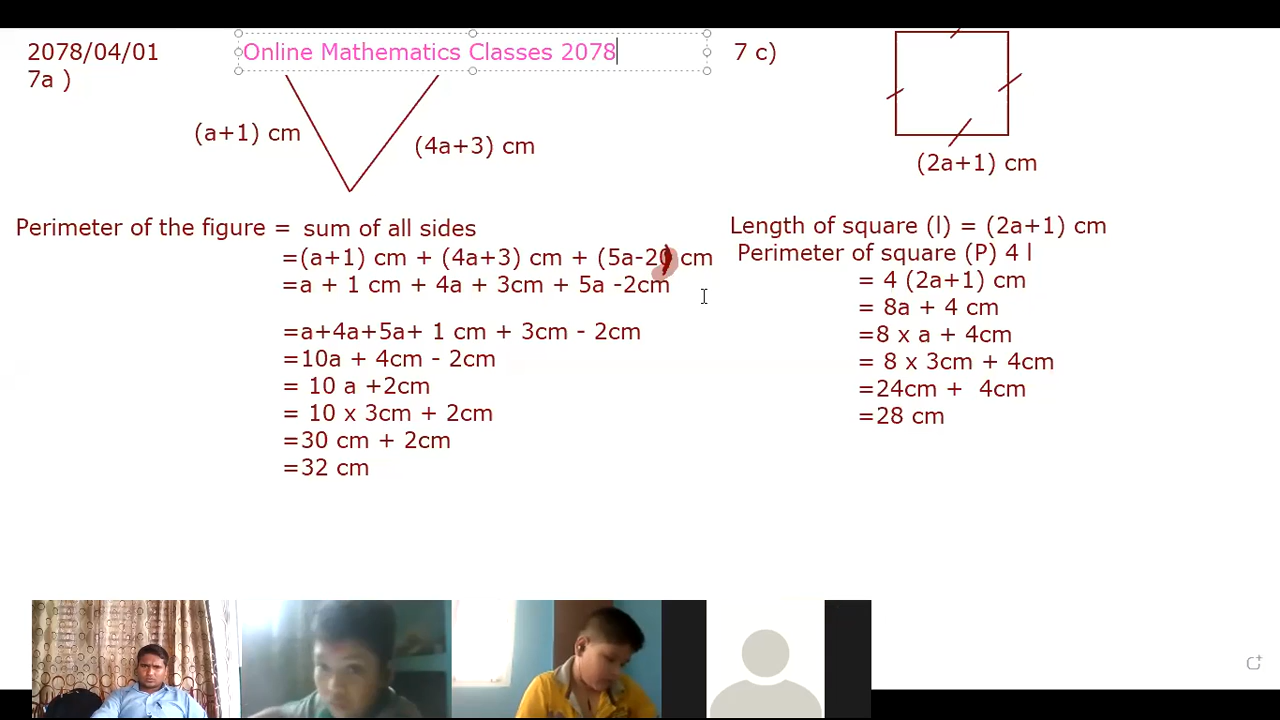 2078/04/01
Online Mathematics Classes 2078
7a )
(a+1) cm
(4a+3) cm
Perimeter of the figure = sum of all sides
=(a+1) cm + (4a+3) cm + (5a-2) cm
=a + 1 cm + 4a + 3cm + 5a -2cm
=a+4a+5a+ 1 cm + 3cm - 2cm
=10a + 4cm - 2cm
= 10 a +2cm
= 10 x 3cm + 2cm
=30 cm + 2cm
=32 cm
7 c)
(2a+1) cm
Length of square (l) = (2a+1) cm
Perimeter of square (P) 4 l
= 4 (2a+1) cm
= 8a + 4 cm
=8 x a + 4cm
= 8 x 3cm + 4cm
=24cm + 4cm
=28 cm